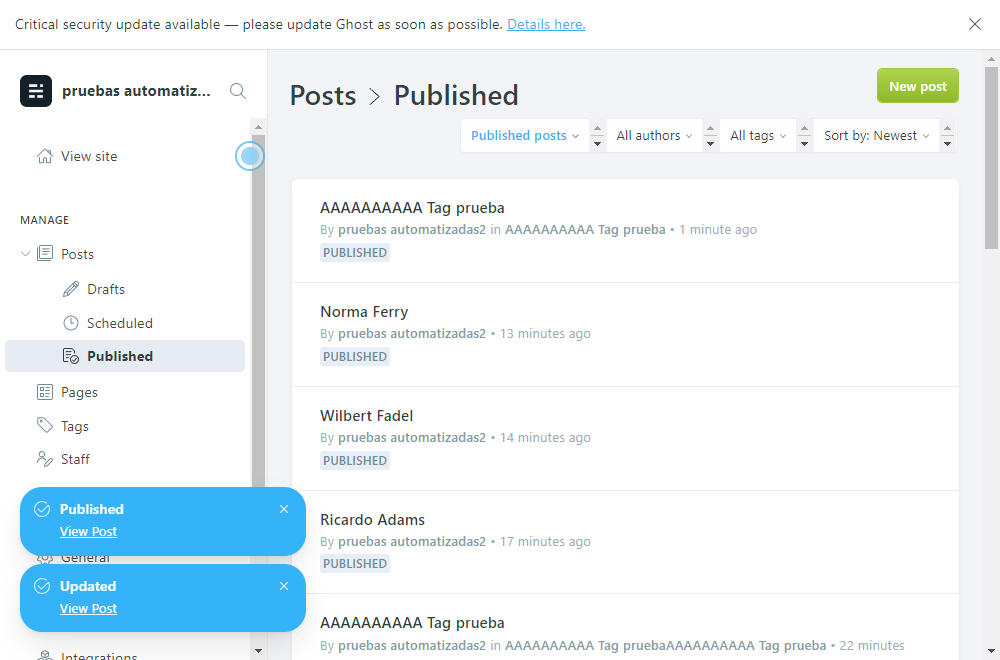 Critical security update available — please update Ghost as soon as possible. Details here.
pruebas automatiz...
View site
MANAGE
Posts
Drafts
Scheduled
Published
Pages
Tags
Staff
Published
View Post
General
Updated
View Post
Integrations
Posts > Published
New post
Published posts
All authors
All tags
Sort by: Newest
AAAAAAAAAA Tag prueba
By pruebas automatizadas2 in AAAAAAAAAA Tag prueba • 1 minute ago
PUBLISHED
Norma Ferry
By pruebas automatizadas2 • 13 minutes ago
PUBLISHED
Wilbert Fadel
By pruebas automatizadas2 • 14 minutes ago
PUBLISHED
Ricardo Adams
By pruebas automatizadas2 • 17 minutes ago
PUBLISHED
AAAAAAAAAA Tag prueba
By pruebas automatizadas2 in AAAAAAAAAA Tag pruebaAAAAAAAAAA Tag prueba • 22 minutes